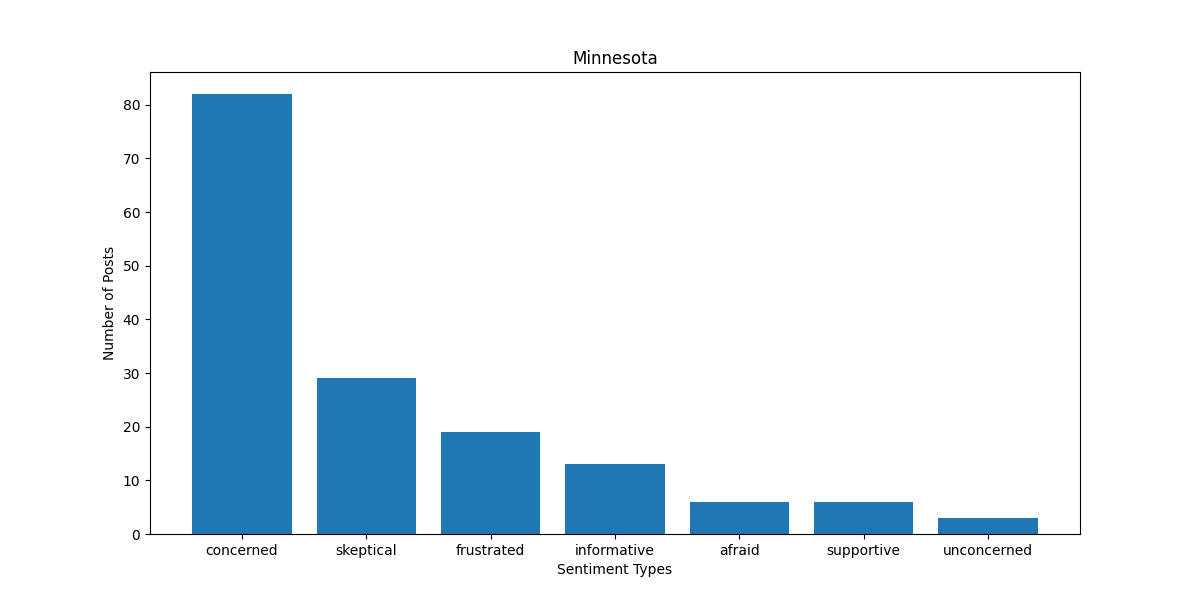 Minnesota
80
70
60
50
40
30
20
10
0
Number of Posts
concerned skeptical frustrated informative afraid supportive unconcerned
Sentiment Types